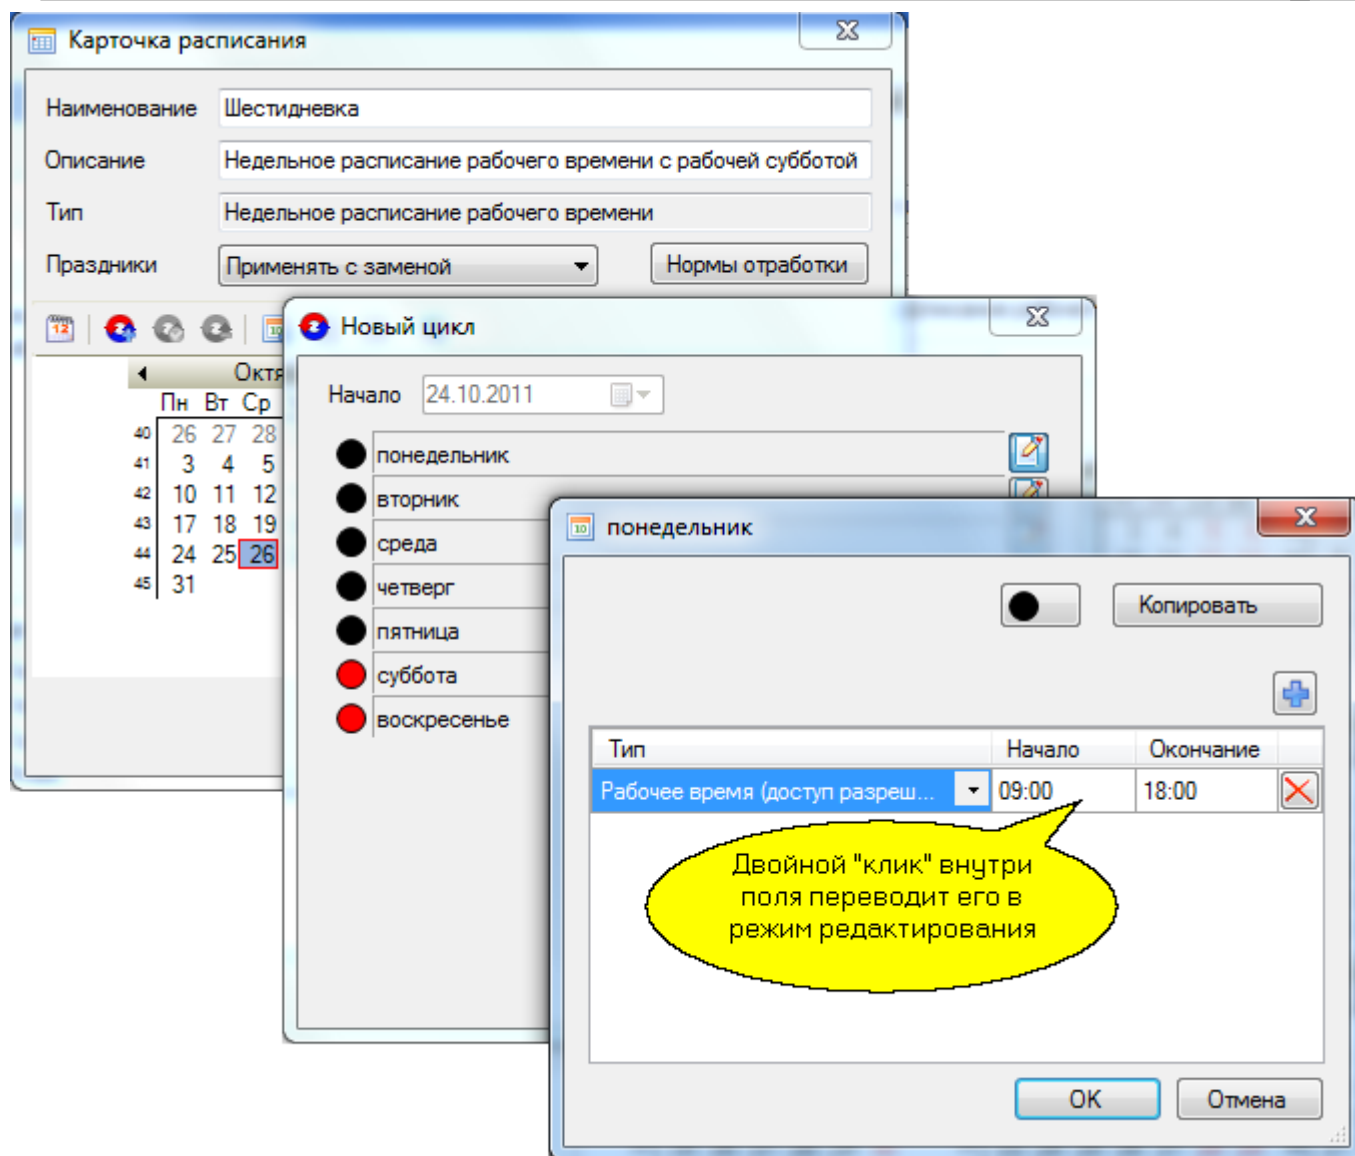 Карточка расписания
Наименование Шестидневка
Описание Недельное расписание рабочего времени с рабочей субботой
Тип Недельное расписание рабочего времени
Праздники Применять с заменой Нормы отработки
12
Октя
Пн Вт Ср
40 26 27 28
41 3 4 5
42 10 11 12
43 17 18 19
44 24 25 26
45 31
Новый цикл
Начало 24.10.2011
понедельник
вторник
среда
четверг
пятница
суббота
воскресенье
10 понедельник
Копировать
Тип Начало Окончание
Рабочее время (доступ разреш... 09:00 18:00
Двойной "клик" внутри
поля переводит его в
режим редактирования
OK Отмена